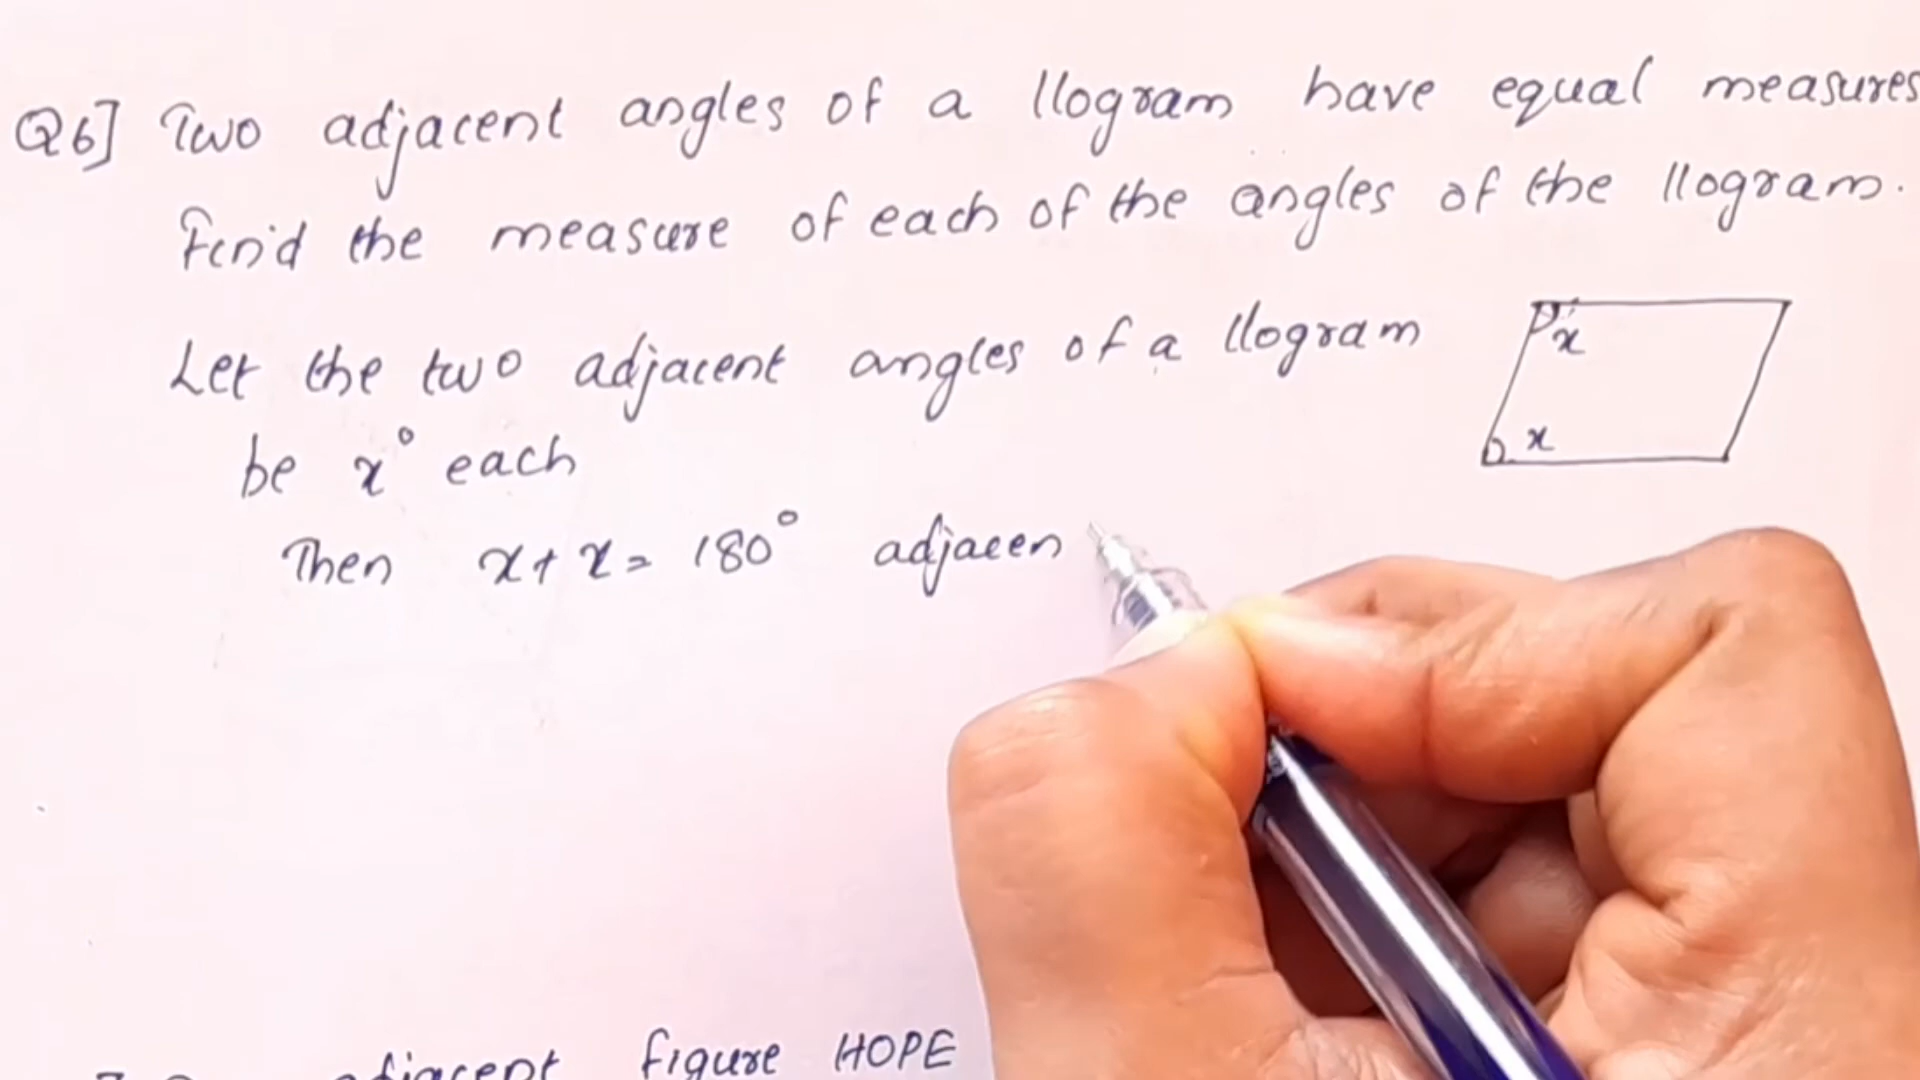 Q6] Two adjacent angles of a llogram have equal measures
Find the measure of each of the angles of the llogram.
Let the two adjacent angles of a llogram
be x° each
Then x + x = 180° adjacen
x
x
adjacent figure HOPE